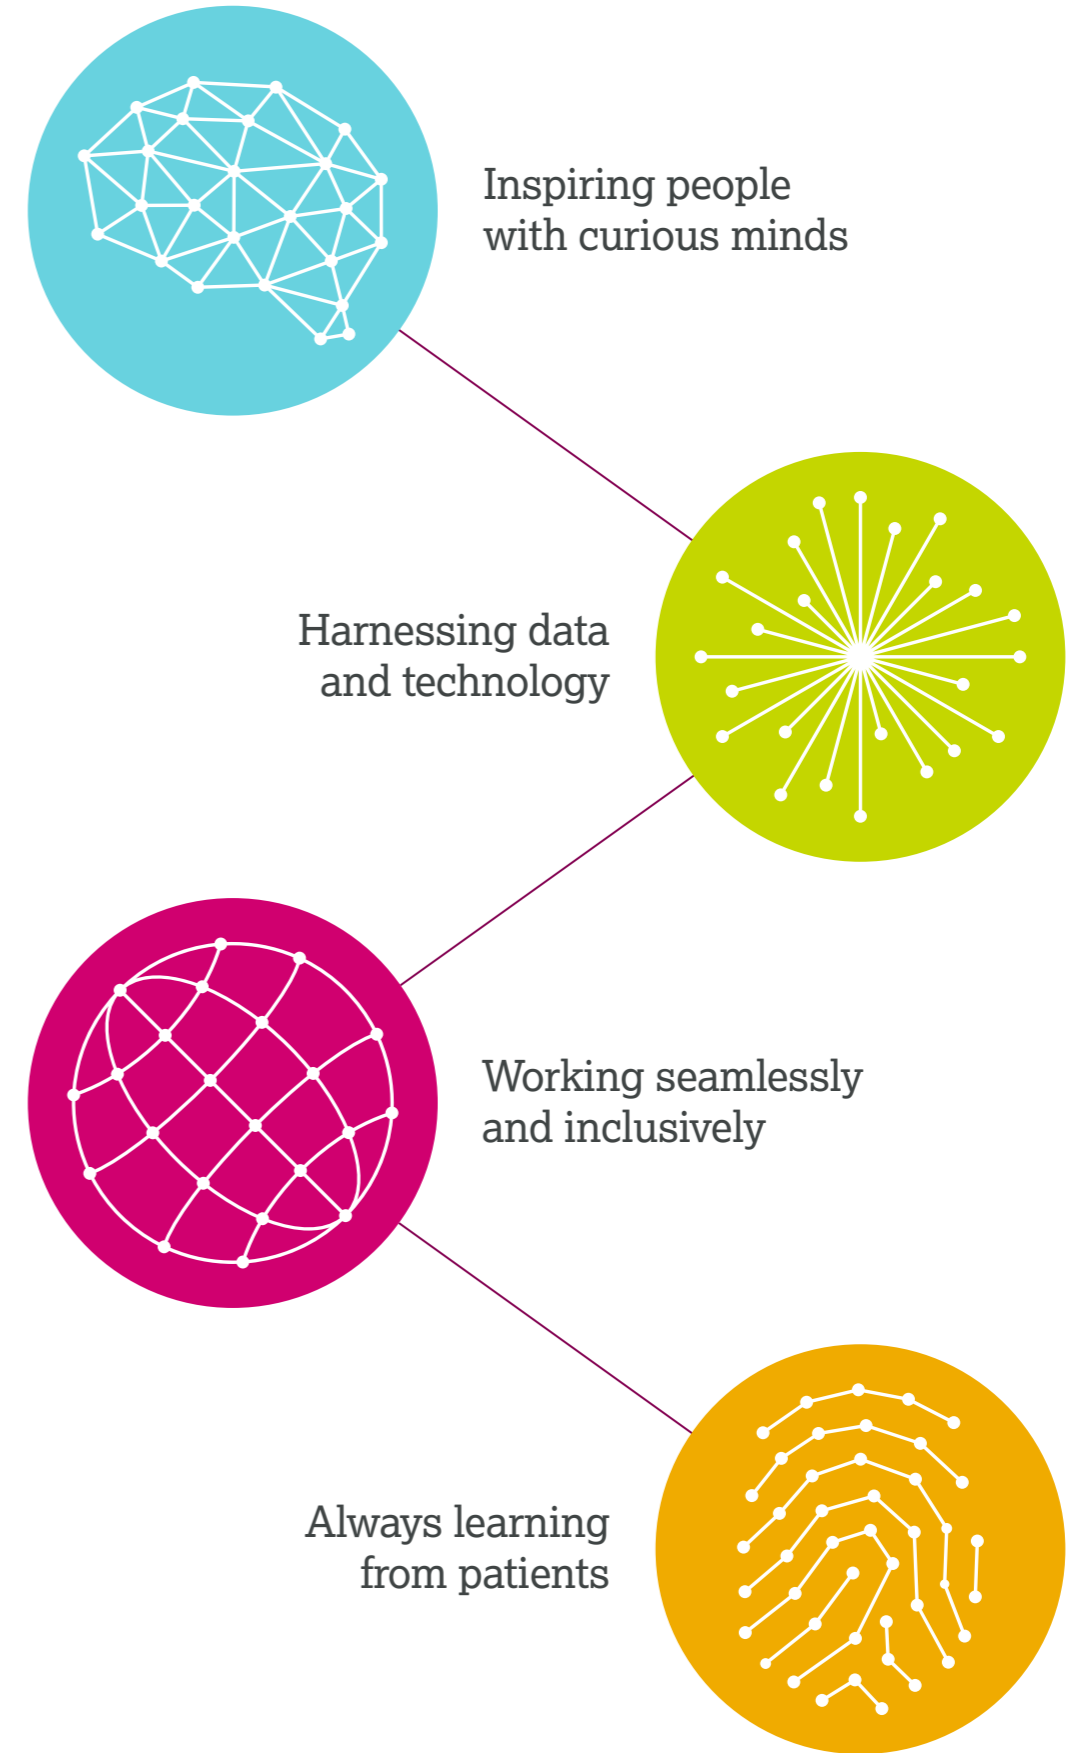 Inspiring people
with curious minds
Harnessing data
and technology
Working seamlessly
and inclusively
Always learning
from patients